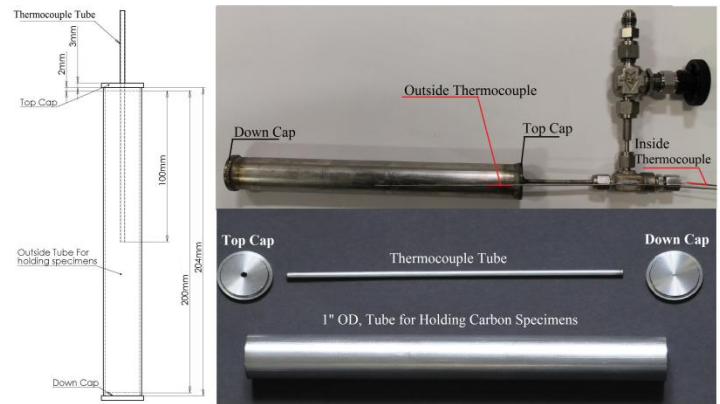 Thermocouple Tube
3mm
2mm
Top Cap
100mm
Outside Tube For
holding specimens
200mm
204mm
Down Cap
Outside Thermocouple
Down Cap
Top Cap
Inside
Thermocouple
Top Cap
Thermocouple Tube
Down Cap
1" OD, Tube for Holding Carbon Specimens